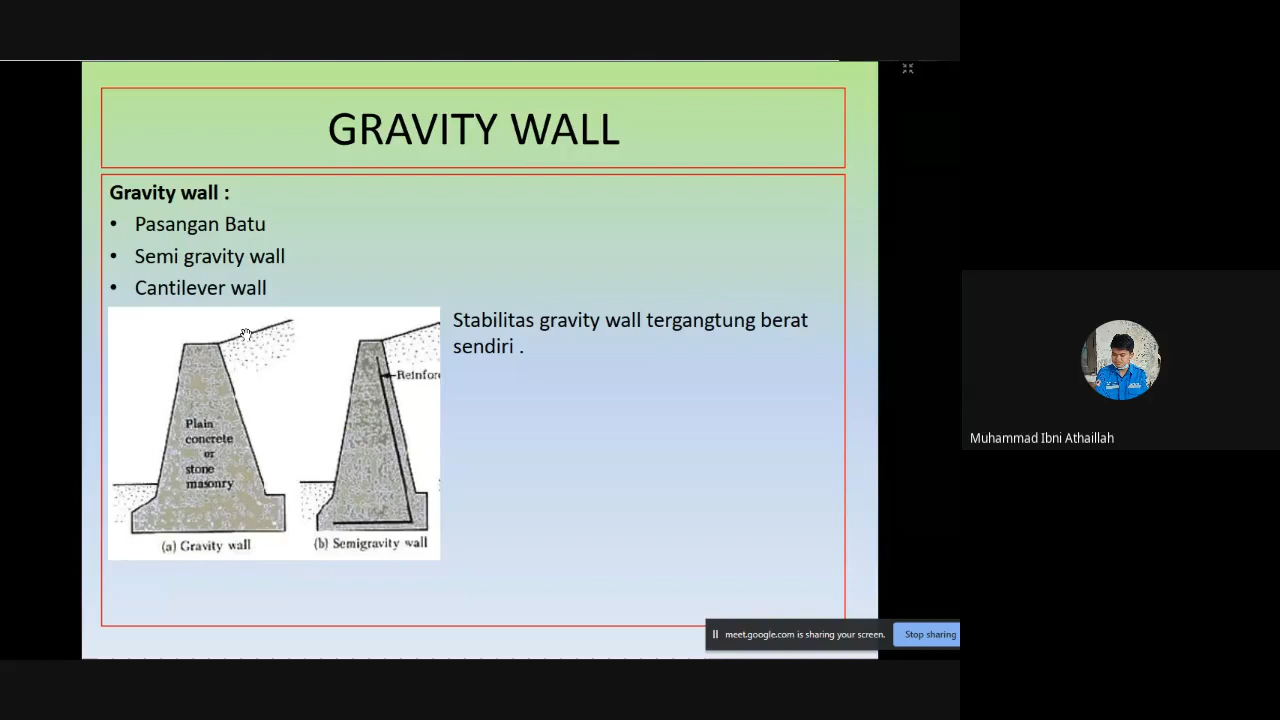 GRAVITY WALL
Gravity wall :
• Pasangan Batu
• Semi gravity wall
• Cantilever wall
Stabilitas gravity wall tergangtung berat
sendiri .
Plain
concrete
or
stone
masonry
(a) Gravity wall
Reinfor
(b) Semigravity wall
meet.google.com is sharing your screen.
Stop sharing
Muhammad Ibni Athaillah